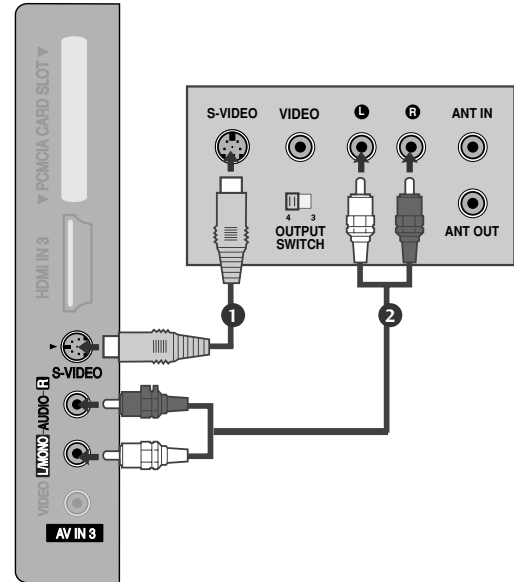 ▼ PCMCIA CARD SLOT ▼
HDMI IN 3
S-VIDEO
VIDEO L/MONO-AUDIO-R
AV IN 3
S-VIDEO VIDEO L R ANT IN
4 3
OUTPUT
SWITCH
ANT OUT
1
2